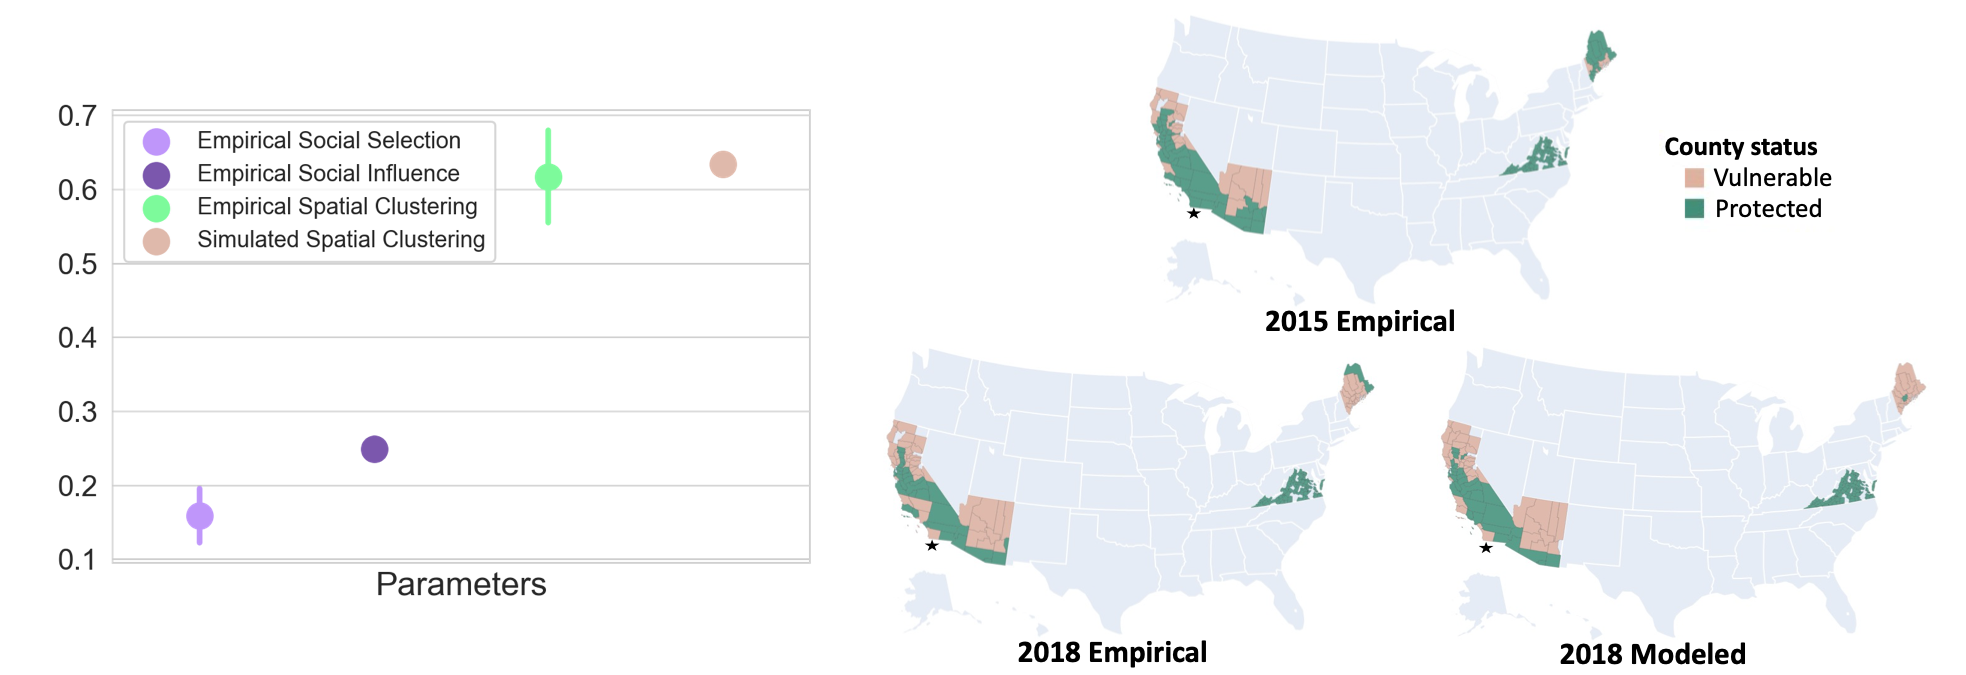 0.7
0.6
0.5
0.4
0.3
0.2
0.1
Empirical Social Selection
Empirical Social Influence
Empirical Spatial Clustering
Simulated Spatial Clustering
Parameters
County status
Vulnerable
Protected
2015 Empirical
2018 Empirical
2018 Modeled